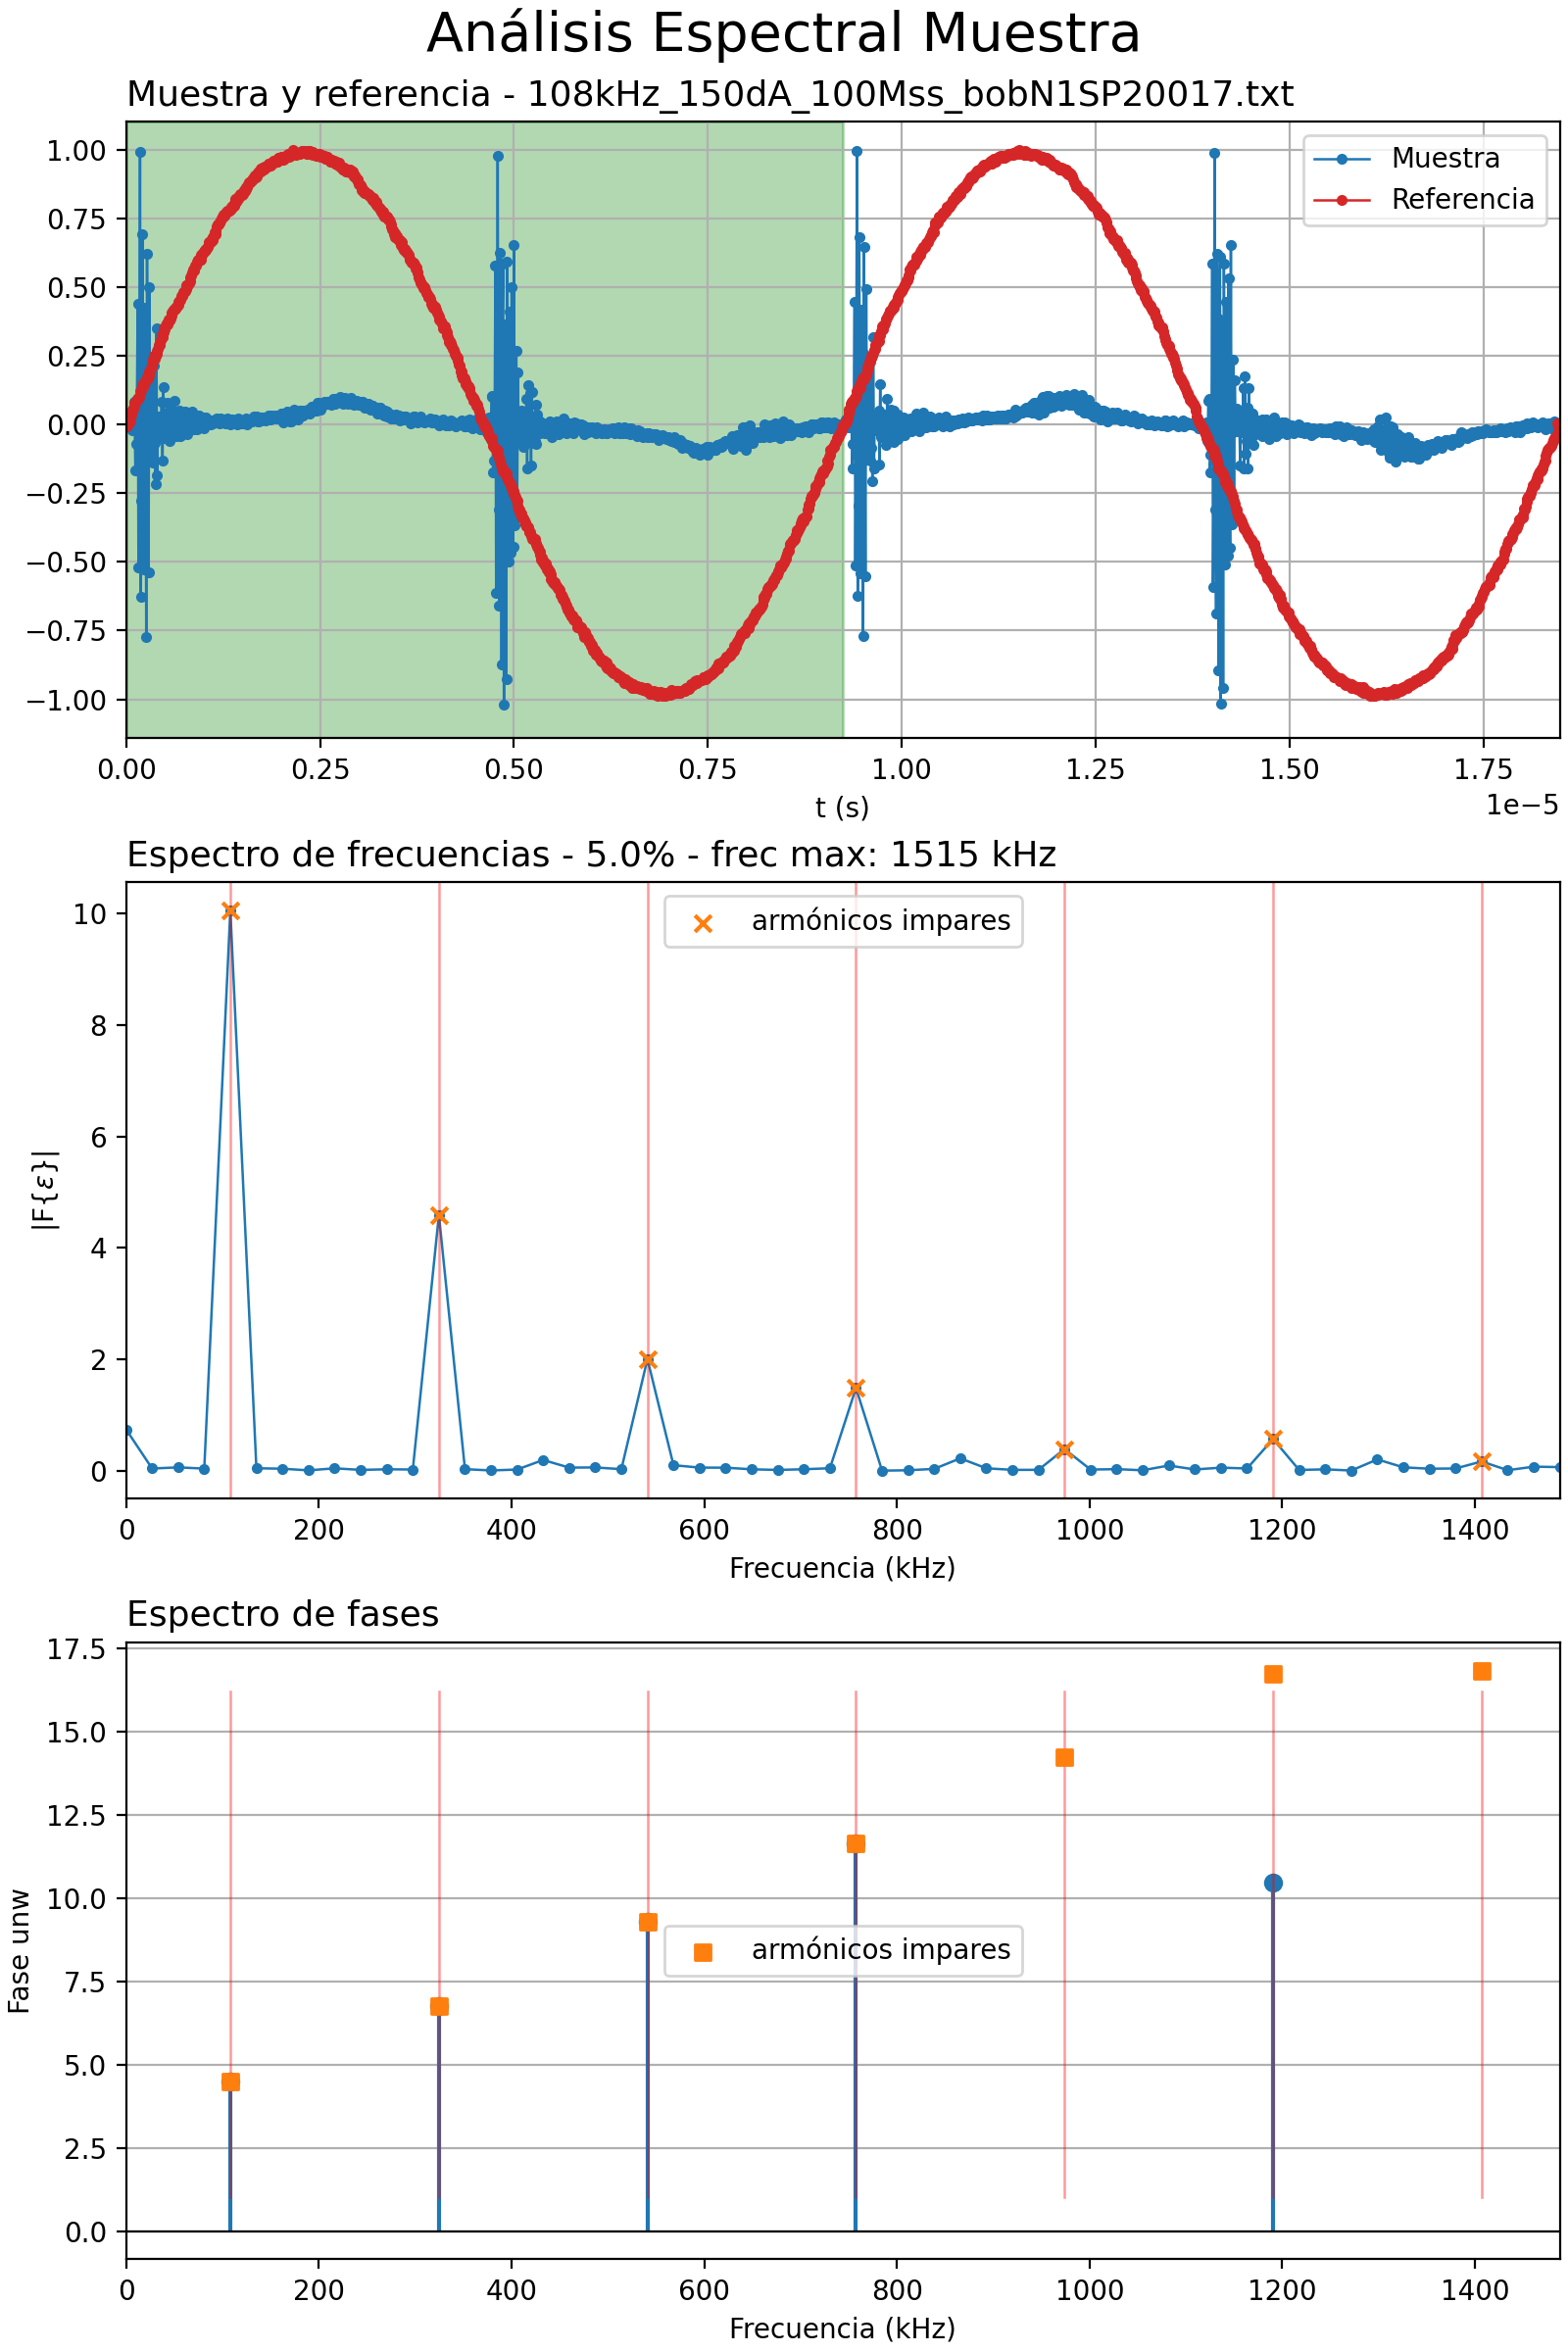 Análisis Espectral Muestra
Muestra y referencia - 108kHz_150dA_100Mss_bobN1SP20017.txt
1.00
0.75
0.50
0.25
0.00
−0.25
−0.50
−0.75
−1.00
Muestra
Referencia
0.00 0.25 0.50 0.75 1.00 1.25 1.50 1.75
t (s)
1e−5
Espectro de frecuencias - 5.0% - frec max: 1515 kHz
|F{ε}|
10
8
6
4
2
0
armónicos impares
0 200 400 600 800 1000 1200 1400
Frecuencia (kHz)
Espectro de fases
Fase unw
17.5
15.0
12.5
10.0
7.5
5.0
2.5
0.0
armónicos impares
0 200 400 600 800 1000 1200 1400
Frecuencia (kHz)